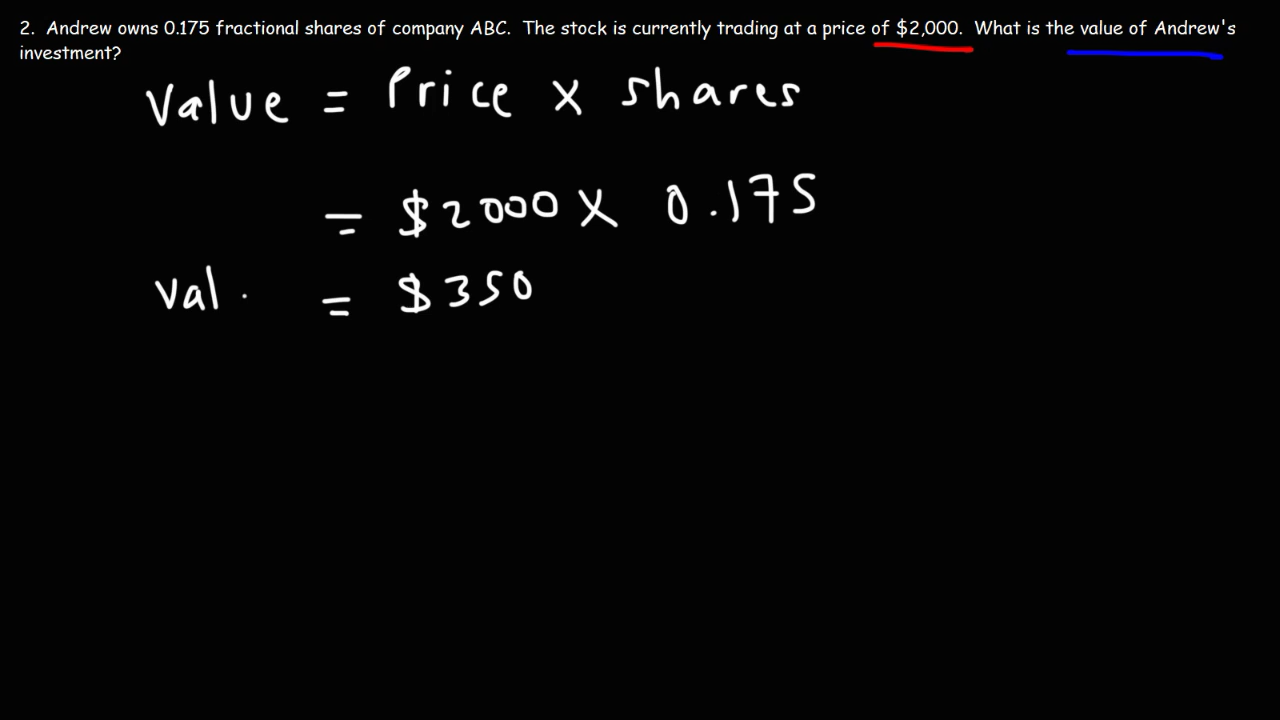 2. Andrew owns 0.175 fractional shares of company ABC. The stock is currently trading at a price of $2,000. What is the value of Andrew's
investment?
Value = Price x shares
= $2000 x 0.175
Val = $350